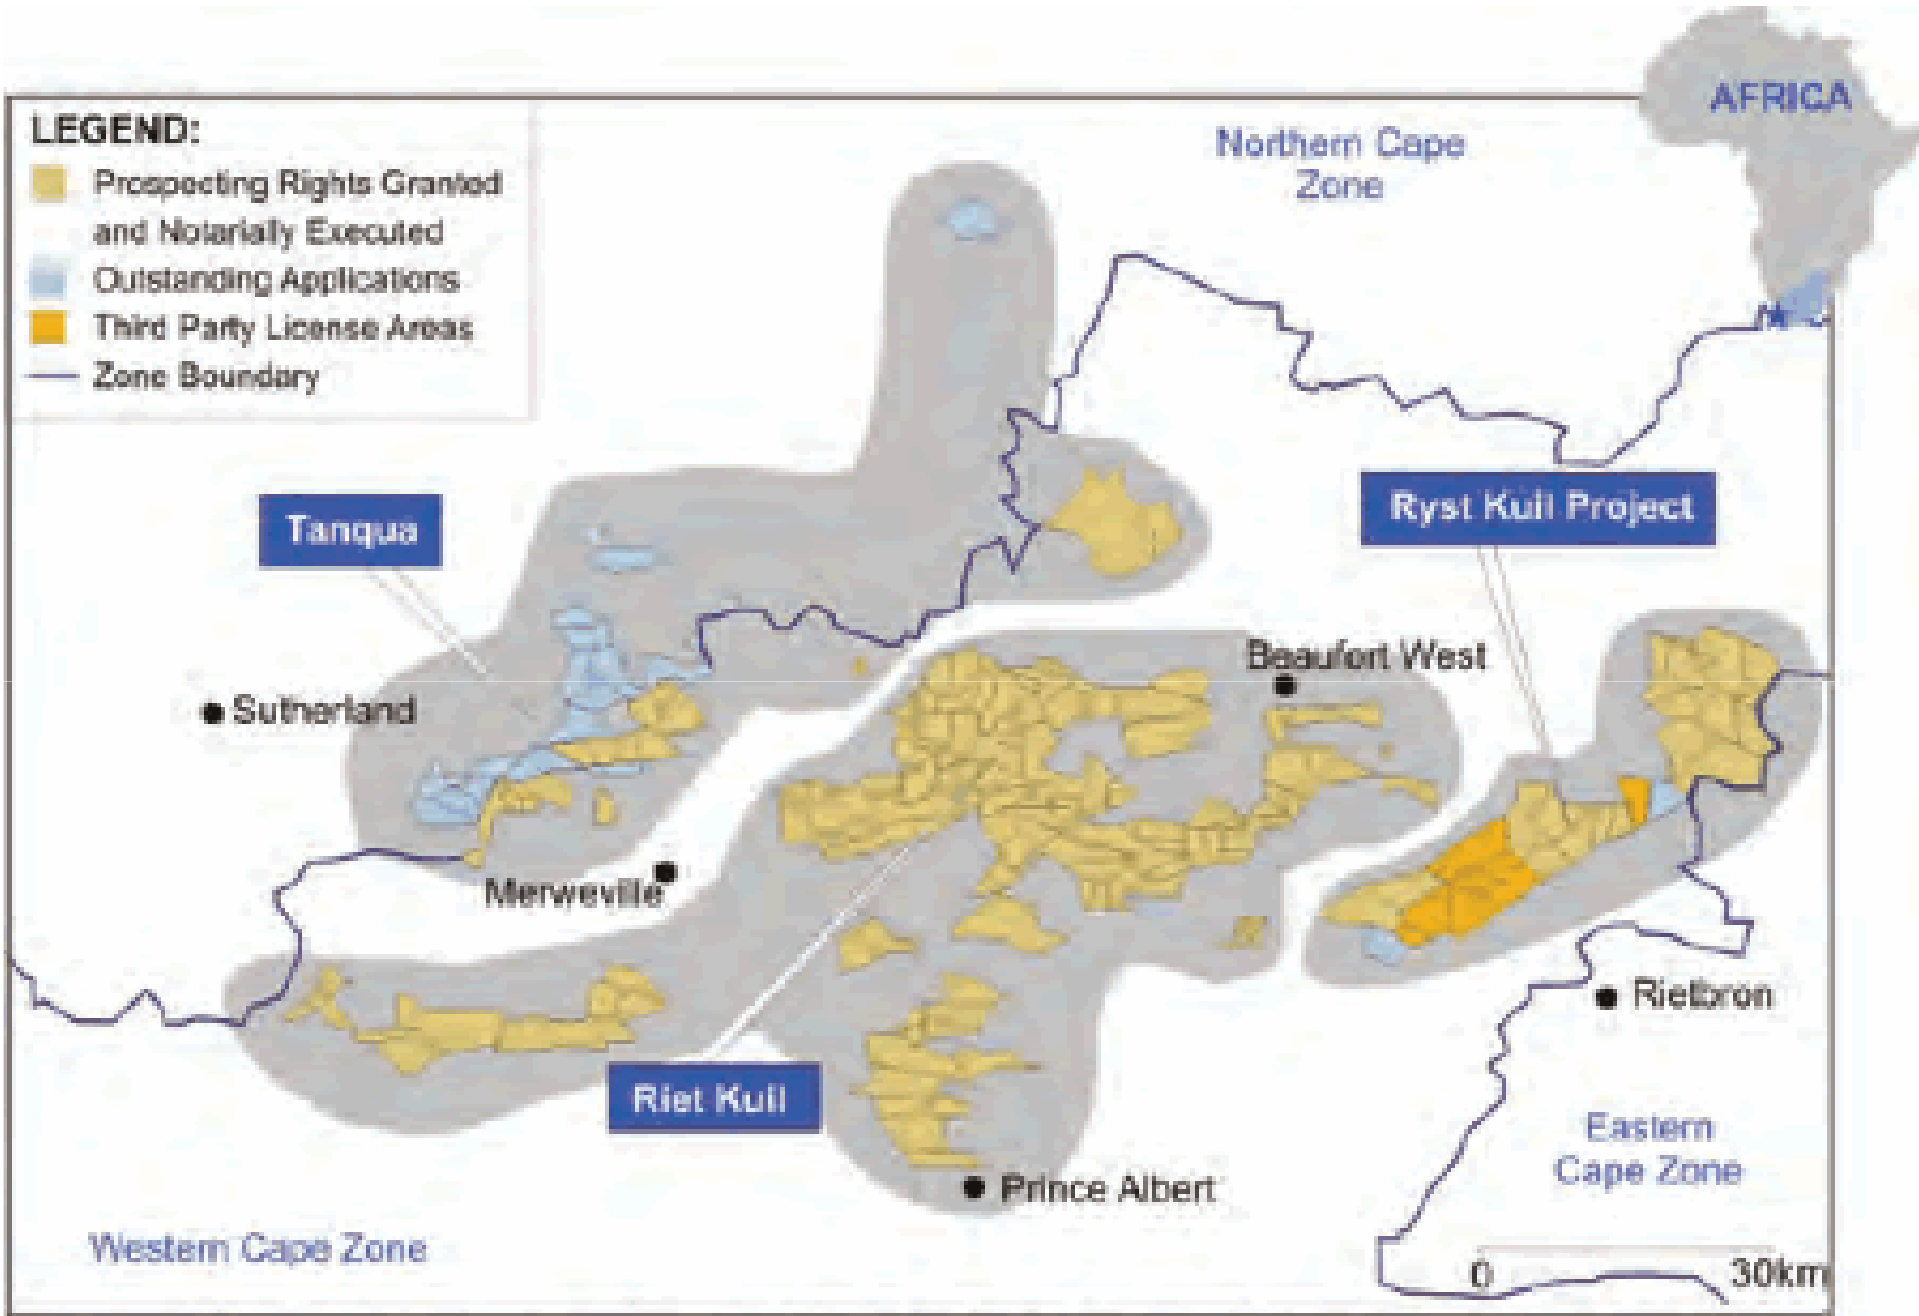 AFRICA
LEGEND:
Prospecting Rights Granted
and Notarially Executed
Outstanding Applications
Third Party License Areas
Zone Boundary
Northern Cape
Zone
Tanqua
Ryst Kuil Project
Beaufort West
Sutherland
Merweville
Rietbron
Riet Kuil
Eastern
Cape Zone
Prince Albert
Western Cape Zone
0 30km